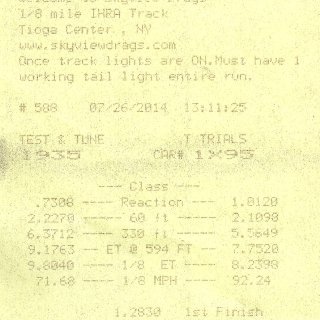 1/8 mile IHRA Track
Tioga Center , NY
www.skyviewdrags.com
Once track lights are ON.Must have 1
working tail light entire run.
# 588 07/26/2014 13:11:25
TEST & TUNE T TRIALS
1935 CAR# 1X95
--- Class ---
.7308 ---- Reaction --- 1.0120
2.2270 ----- 60 ft ----- 2.1098
6.3712 ---- 330 ft ----- 5.5649
9.1763 -- ET @ 594 FT -- 7.7520
9.8040 ---- 1/8 ET ---- 8.2398
71.60 ---- 1/8 MPH ---- 92.24
1.2830 1st Finish